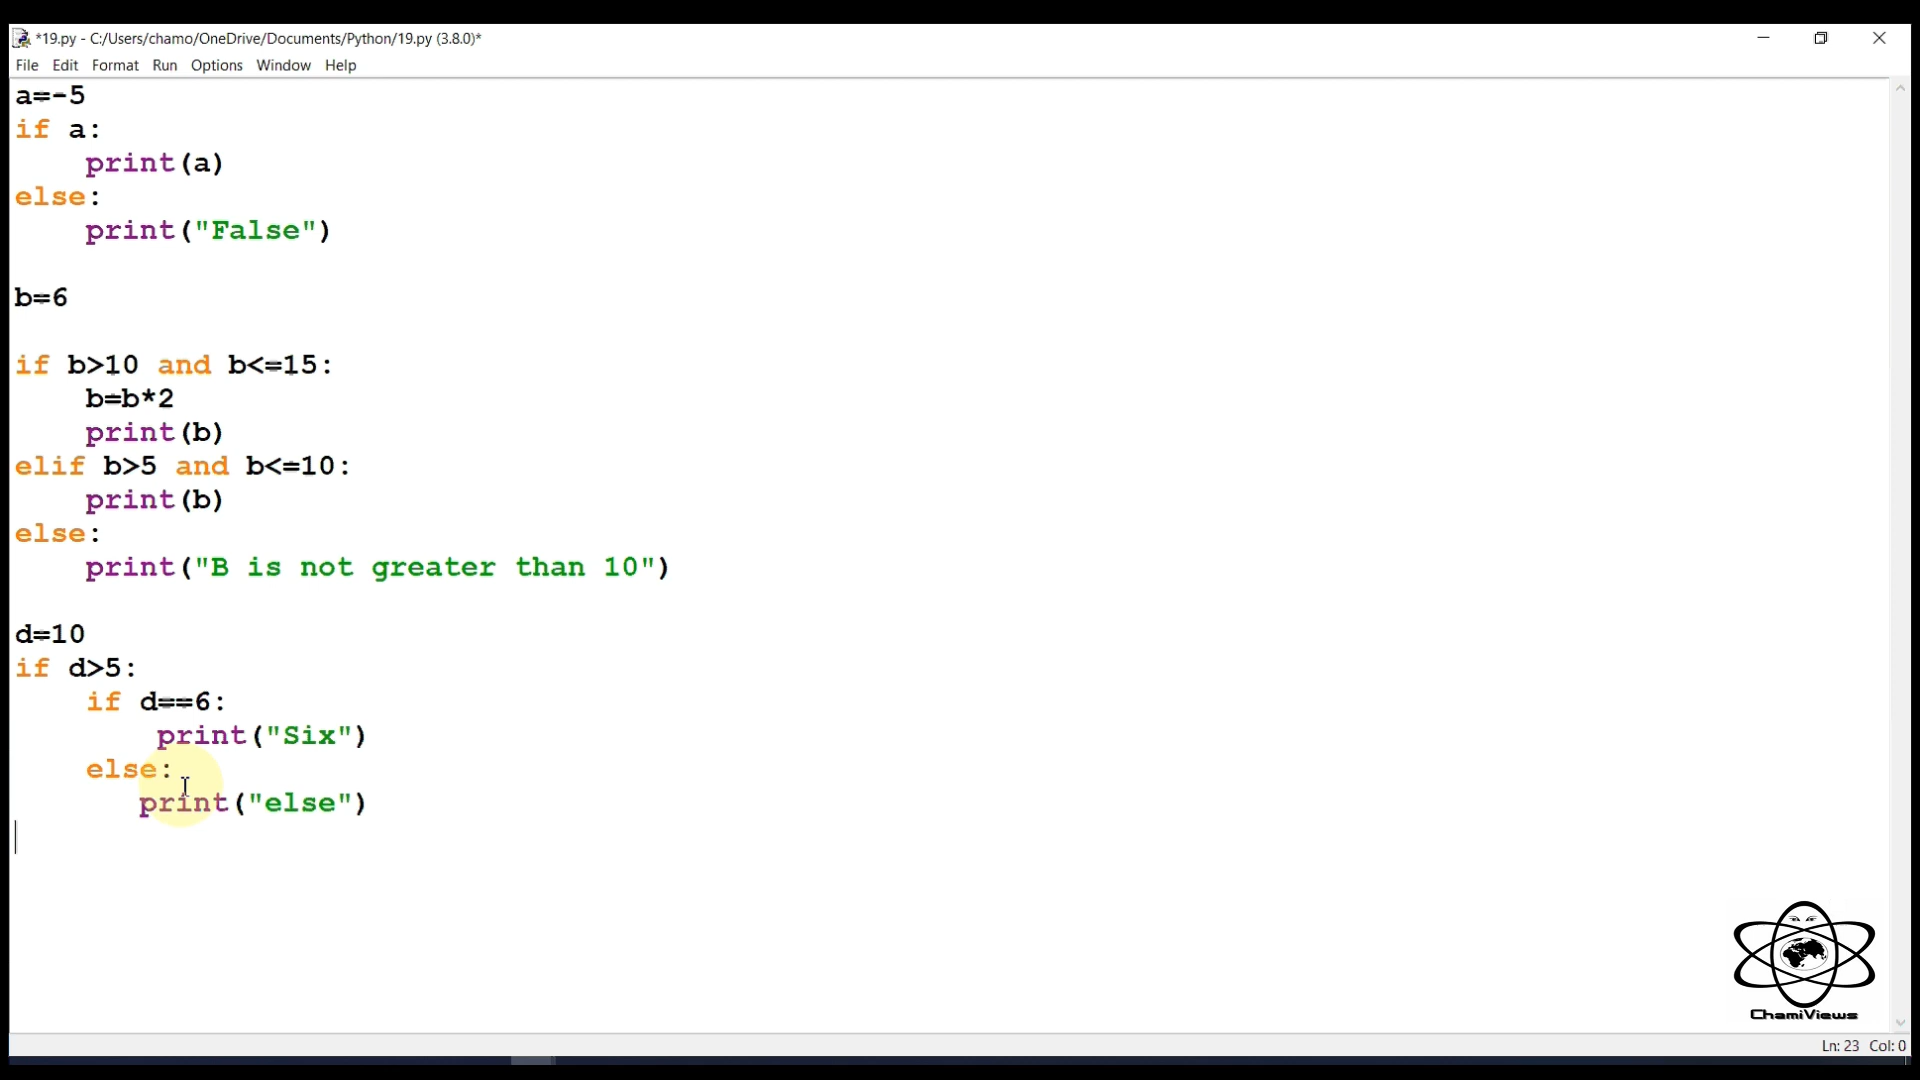 *19.py - C:/Users/chamo/OneDrive/Documents/Python/19.py (3.8.0)*
File Edit Format Run Options Window Help
a=-5
if a:
    print(a)
else:
    print("False")

b=6

if b>10 and b<=15:
    b=b*2
    print(b)
elif b>5 and b<=10:
    print(b)
else:
    print("B is not greater than 10")

d=10
if d>5:
    if d==6:
        print("Six")
    else:
       print("else")
ChamiViews
Ln: 23 Col: 0